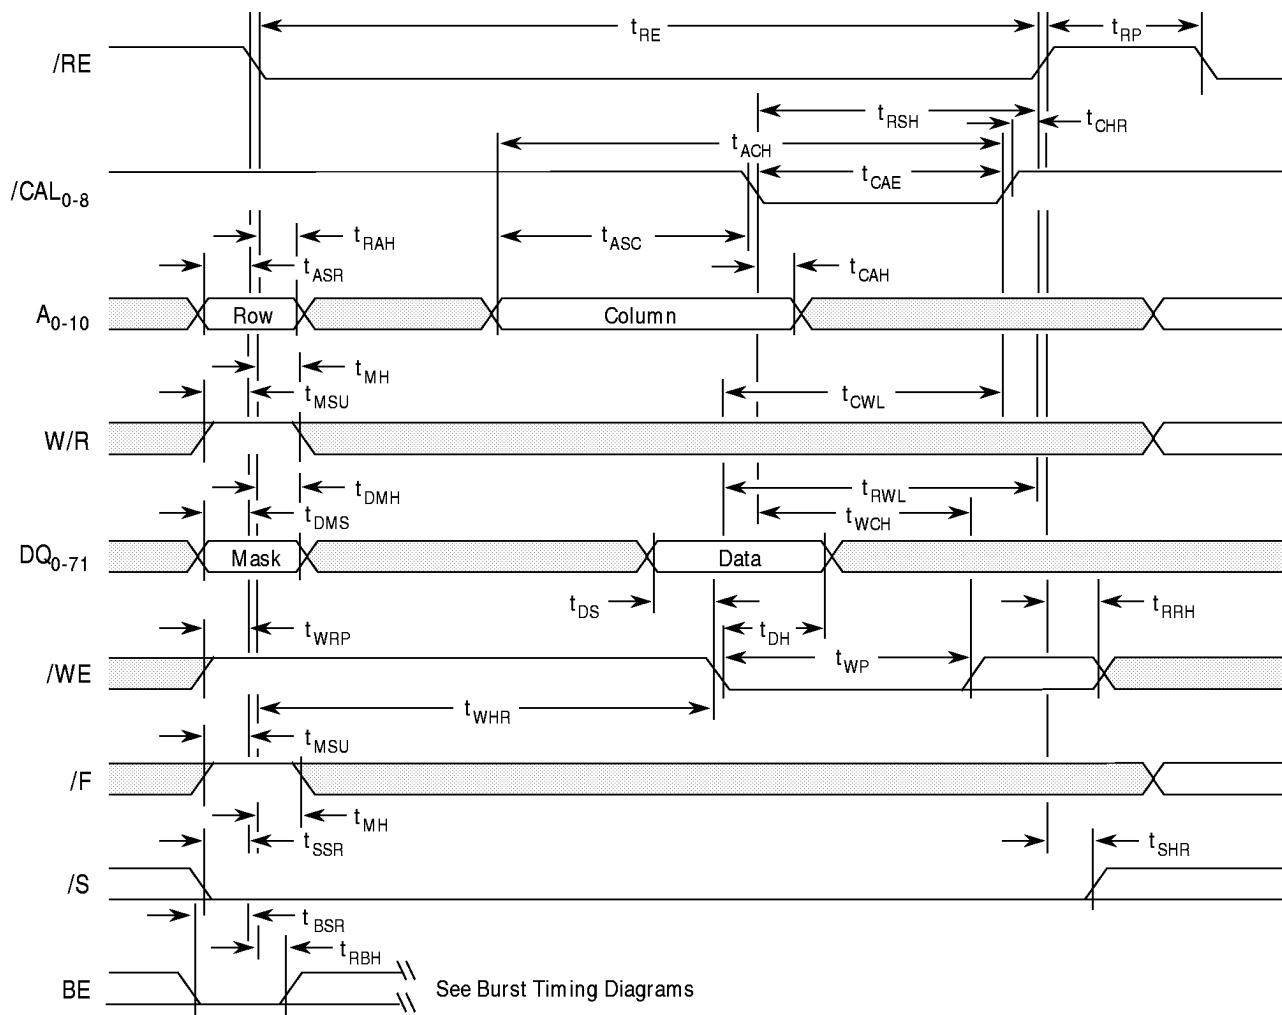 tRE
tRP
/RE
tRSH
tCHR
tACH
tCAE
/CAL0-8
tRAH
tASC
tASR
tCAH
A0-10
Row
Column
tMH
tMSU
tCWL
W/R
tDMH
tRWL
tDMS
tWCH
DQ0-71
Mask
Data
tDS
tRRH
tWRP
tDH
tWP
/WE
tWHR
tMSU
/F
tMH
tSSR
tSHR
/S
tBSR
tRBH
BE
See Burst Timing Diagrams